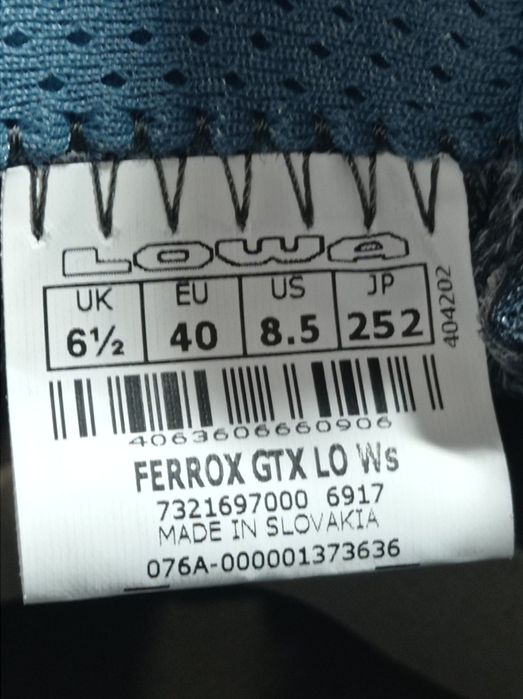 LOWA
UK EU US JP
6½ 40 8.5 252
404202
4063606660906
FERROX GTX LO Ws
7321697000 6917
MADE IN SLOVAKIA
076A-000001373636